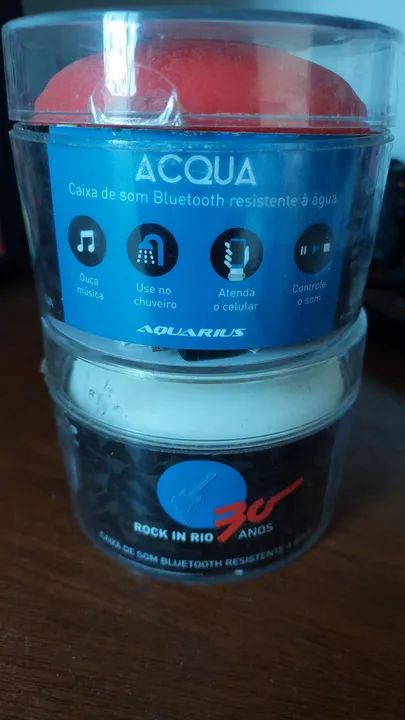 ACQUA
Caixa de som Bluetooth resistente à água
Ouça
música
Use no
chuveiro
Atenda
o celular
Controle
o som
AQUARIUS
ROCK IN RIO 30 ANOS
CAIXA DE SOM BLUETOOTH RESISTENTE À